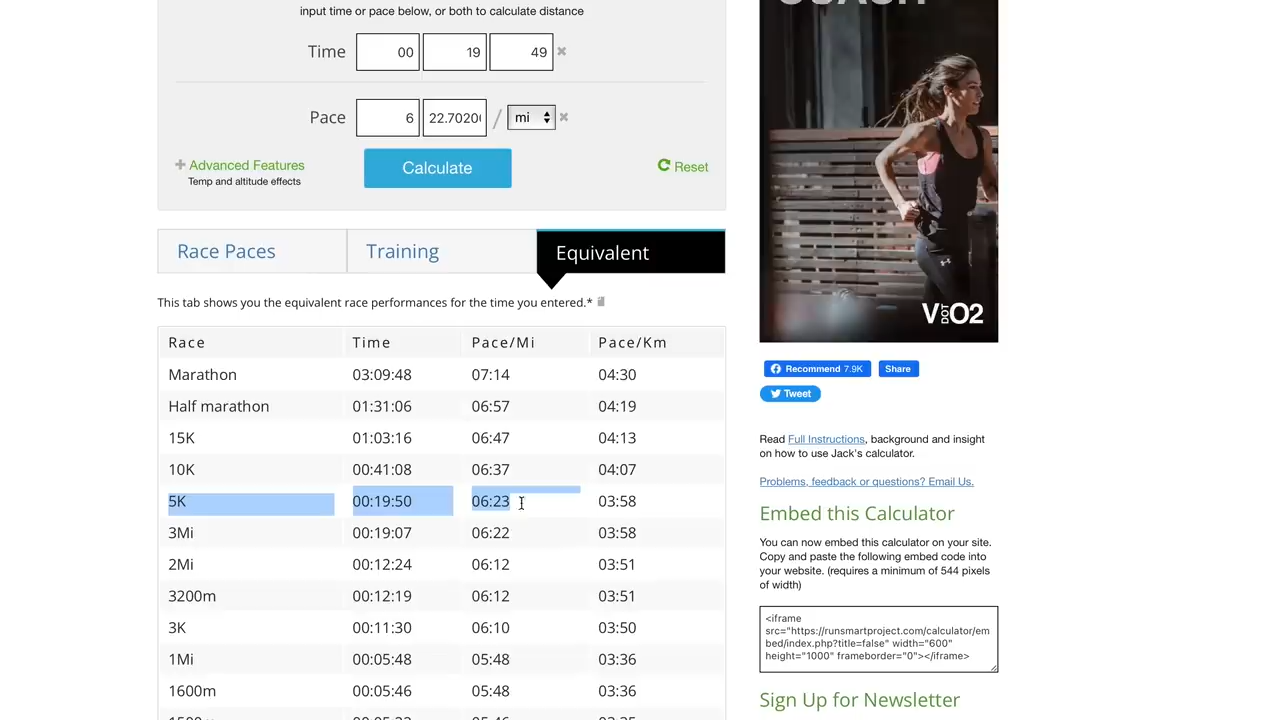 input time or pace below, or both to calculate distance
Time 00 19 49
Pace 6 22.7020 / mi
Advanced Features
Temp and altitude effects
Calculate
Reset
Race Paces Training Equivalent
This tab shows you the equivalent race performances for the time you entered.*
Race Time Pace/Mi Pace/Km
Marathon 03:09:48 07:14 04:30
Half marathon 01:31:06 06:57 04:19
15K 01:03:16 06:47 04:13
10K 00:41:08 06:37 04:07
5K 00:19:50 06:23 03:58
3Mi 00:19:07 06:22 03:58
2Mi 00:12:24 06:12 03:51
3200m 00:12:19 06:12 03:51
3K 00:11:30 06:10 03:50
1Mi 00:05:48 05:48 03:36
1600m 00:05:46 05:48 03:36
VDOTO2
Recommend 7.9K Share
Tweet
Read Full Instructions, background and insight
on how to use Jack's calculator.
Problems, feedback or questions? Email Us.
Embed this Calculator
You can now embed this calculator on your site.
Copy and paste the following embed code into
your website. (requires a minimum of 544 pixels
of width)
<iframe
src="https://runsmartproject.com/calculator/em
bed/index.php?title=false" width="600"
height="1000" frameborder="0"></iframe>
Sign Up for Newsletter